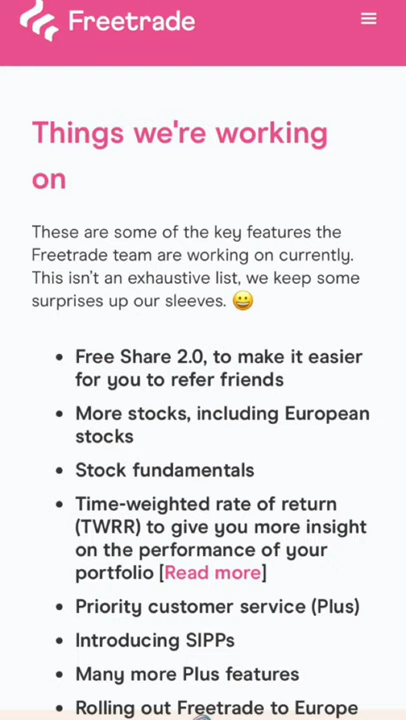 Freetrade
Things we're working
on
These are some of the key features the
Freetrade team are working on currently.
This isn't an exhaustive list, we keep some
surprises up our sleeves. 😀
• Free Share 2.0, to make it easier
for you to refer friends
• More stocks, including European
stocks
• Stock fundamentals
• Time-weighted rate of return
(TWRR) to give you more insight
on the performance of your
portfolio [Read more]
• Priority customer service (Plus)
• Introducing SIPPs
• Many more Plus features
• Rolling out Freetrade to Europe